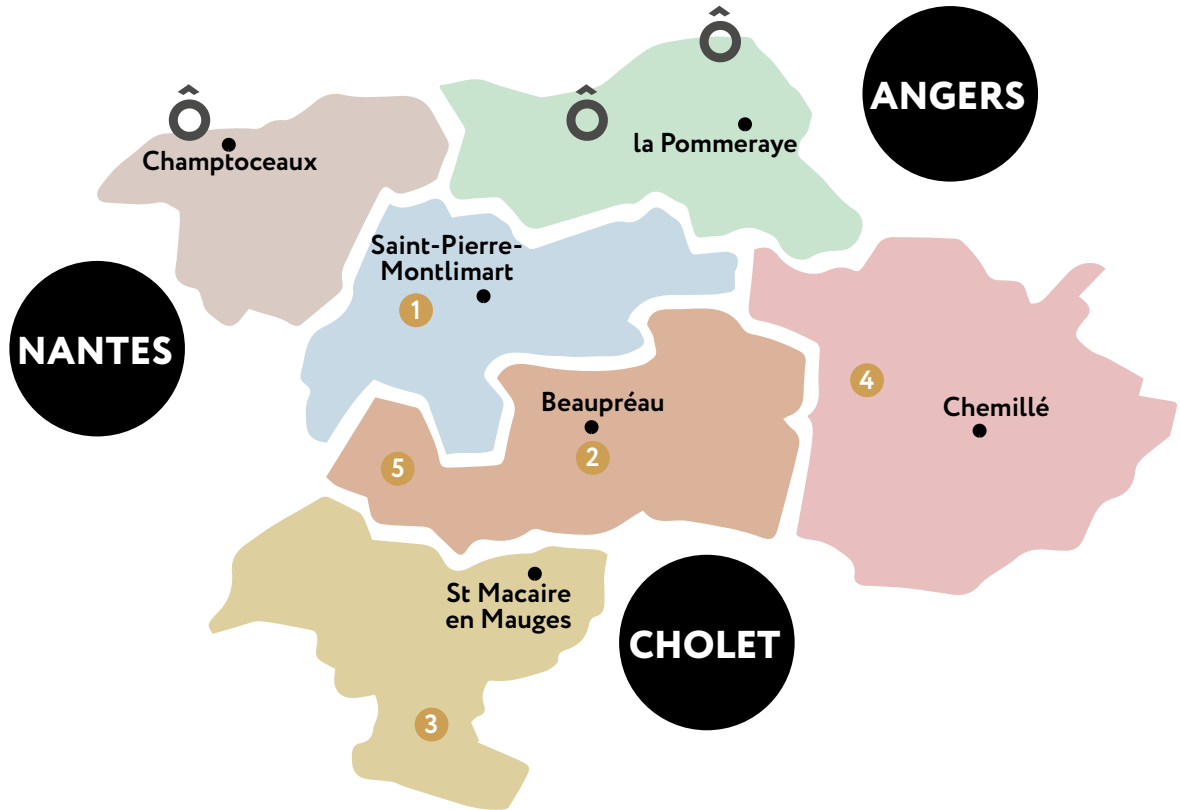 Ô
ANGERS
Ô
Ô
la Pommeraye
Champtoceaux
Saint-Pierre-
Montlimart
1
NANTES
4
Beaupréau
Chemillé
2
5
St Macaire
en Mauges
CHOLET
3